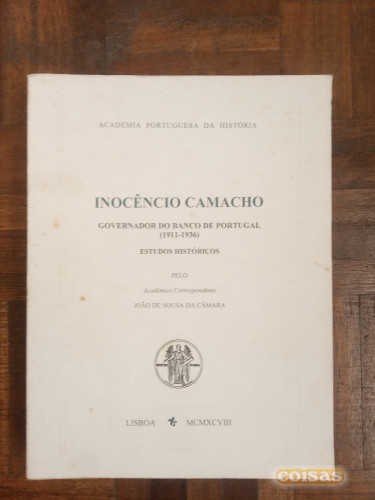 ACADEMIA PORTUGUESA DA HISTÓRIA
INOCÊNCIO CAMACHO
GOVERNADOR DO BANCO DE PORTUGAL
(1911-1936)
ESTUDOS HISTÓRICOS
PELO
Académico Correspondente
JOÃO DE SOUSA DA CÂMARA
LISBOA MCMXCVIII
coisas